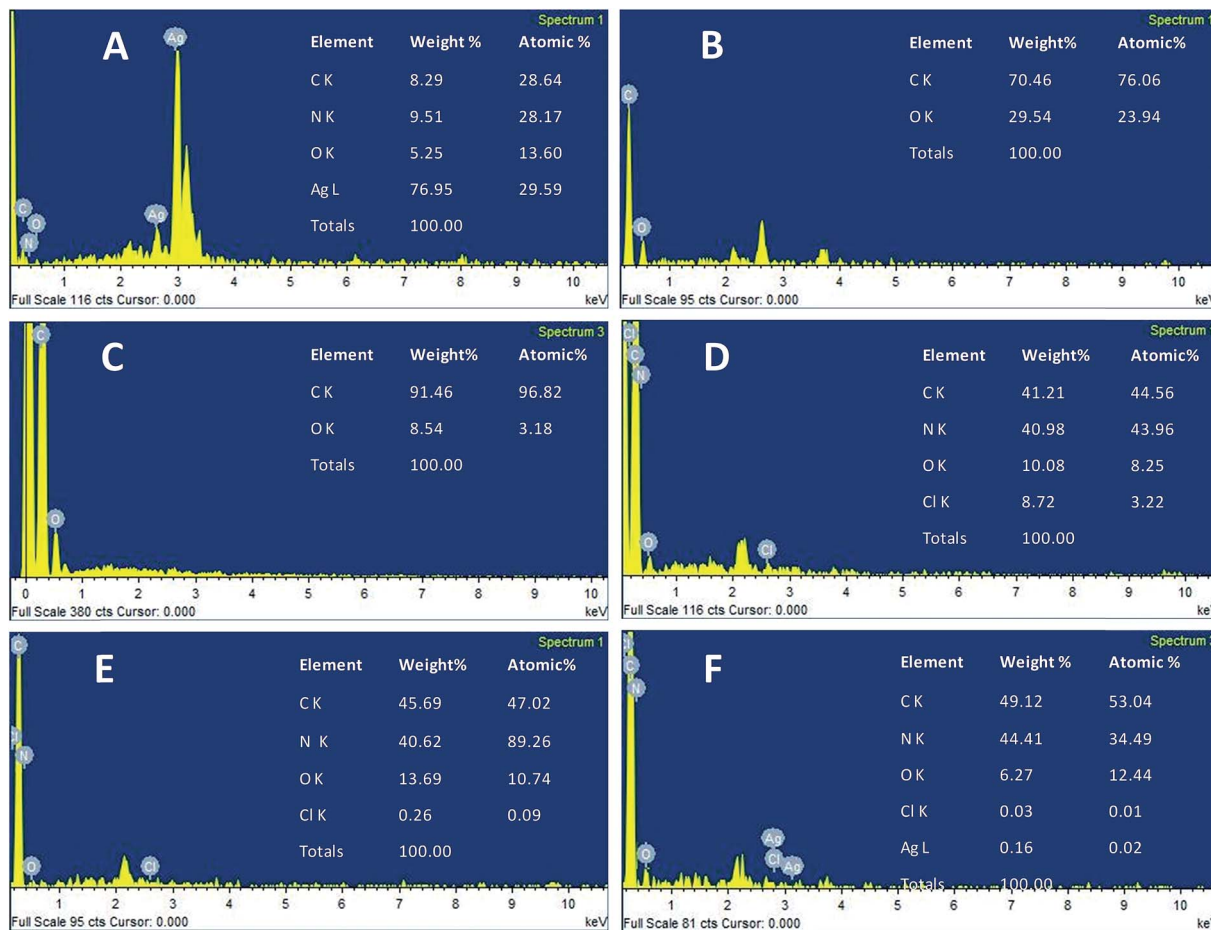 Spectrum 1
A
Element Weight % Atomic %
C K 8.29 28.64
N K 9.51 28.17
O K 5.25 13.60
Ag L 76.95 29.59
Totals 100.00
Ag
Ag
C
O
N
1 2 3 4 5 6 7 8 9 10
Full Scale 116 cts Cursor: 0.000 keV
Spectrum
B
Element Weight% Atomic%
C K 70.46 76.06
O K 29.54 23.94
Totals 100.00
C
O
1 2 3 4 5 6 7 8 9 10
Full Scale 95 cts Cursor: 0.000 keV
Spectrum 3
C
Element Weight% Atomic%
C K 91.46 96.82
O K 8.54 3.18
Totals 100.00
C
O
0 1 2 3 4 5 6 7 8 9 10
Full Scale 380 cts Cursor: 0.000 keV
Spectrum
D
Element Weight% Atomic%
C K 41.21 44.56
N K 40.98 43.96
O K 10.08 8.25
Cl K 8.72 3.22
Totals 100.00
Cl
C
N
O
Cl
1 2 3 4 5 6 7 8 9 10
Full Scale 116 cts Cursor: 0.000 keV
Spectrum 1
E
Element Weight% Atomic%
C K 45.69 47.02
N K 40.62 89.26
O K 13.69 10.74
Cl K 0.26 0.09
Totals 100.00
C
Cl
N
O
Cl
1 2 3 4 5 6 7 8 9 10
Full Scale 95 cts Cursor: 0.000 keV
Spectrum
F
Element Weight % Atomic %
C K 49.12 53.04
N K 44.41 34.49
O K 6.27 12.44
Cl K 0.03 0.01
Ag L 0.16 0.02
Totals 100.00
Cl
C
N
O
Ag
Cl
Ag
1 2 3 4 5 6 7 8 9 10
Full Scale 81 cts Cursor: 0.000 keV